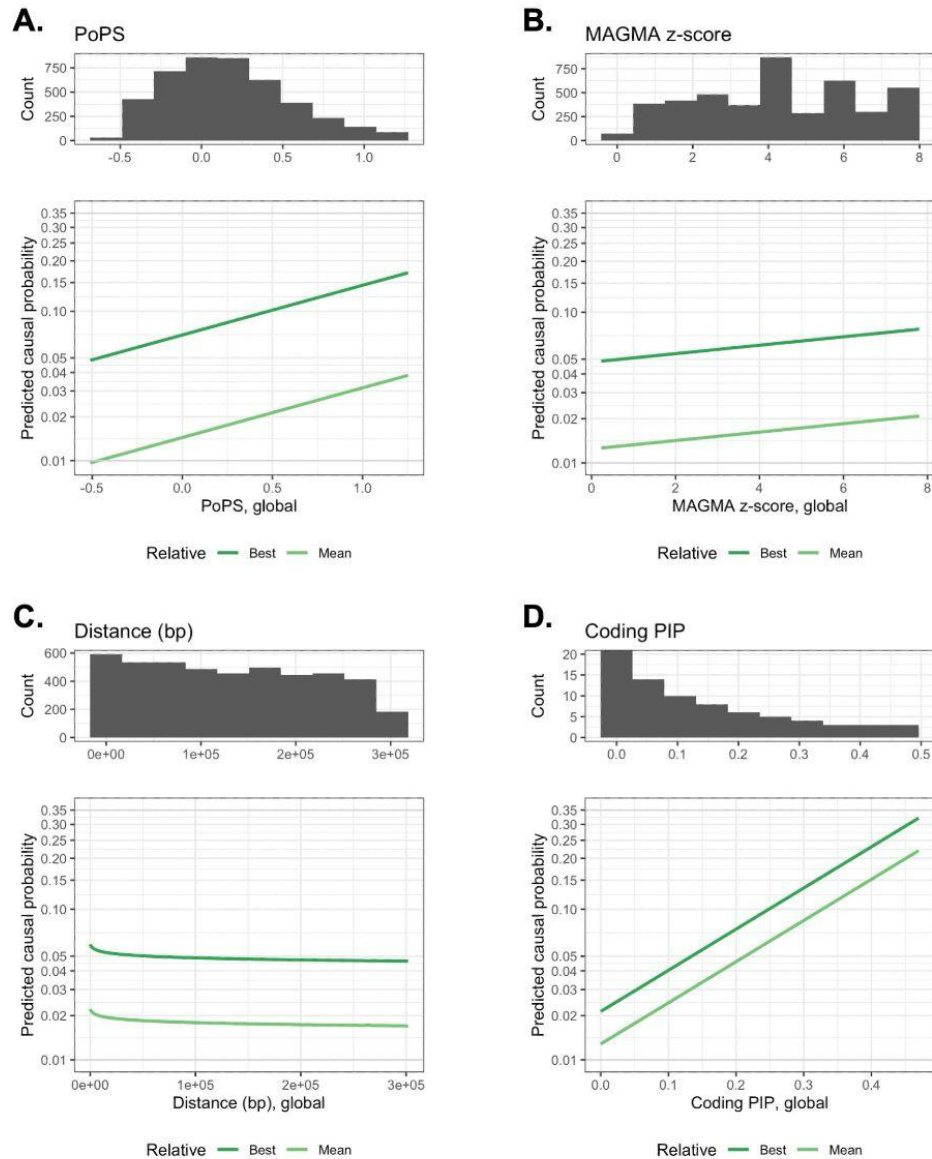 A.
PoPS
Count
750
500
250
0
-0.5
0.0
0.5
1.0
Predicted causal probability
0.35
0.30
0.25
0.20
0.15
0.10
0.05
0.04
0.03
0.02
0.01
-0.5
0.0
0.5
1.0
PoPS, global
Relative Best Mean
B.
MAGMA z-score
Count
750
500
250
0
0
2
4
6
8
Predicted causal probability
0.35
0.30
0.25
0.20
0.15
0.10
0.05
0.04
0.03
0.02
0.01
0
2
4
6
8
MAGMA z-score, global
Relative Best Mean
C.
Distance (bp)
Count
600
400
200
0
0e+00
1e+05
2e+05
3e+05
Predicted causal probability
0.35
0.30
0.25
0.20
0.15
0.10
0.05
0.04
0.03
0.02
0.01
0e+00
1e+05
2e+05
3e+05
Distance (bp), global
Relative Best Mean
D.
Coding PIP
Count
20
15
10
5
0
0.0
0.1
0.2
0.3
0.4
0.5
Predicted causal probability
0.35
0.30
0.25
0.20
0.15
0.10
0.05
0.04
0.03
0.02
0.01
0.0
0.1
0.2
0.3
0.4
Coding PIP, global
Relative Best Mean